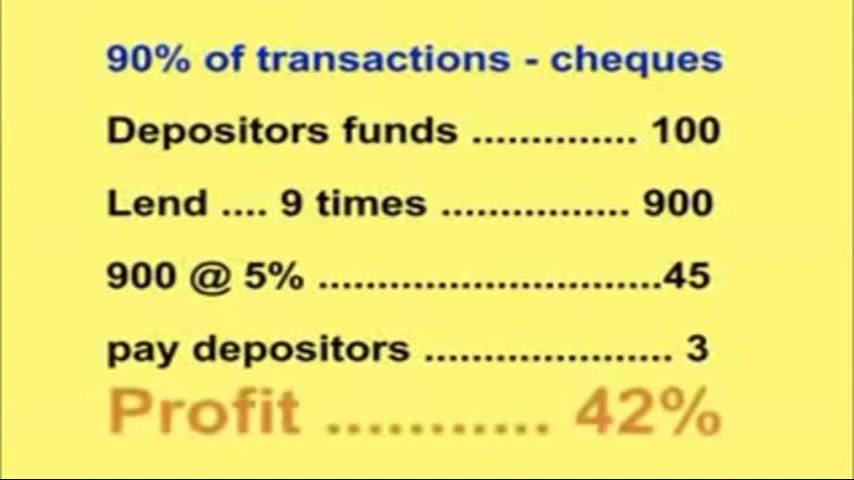 90% of transactions - cheques
Depositors funds .............. 100
Lend .... 9 times ................ 900
900 @ 5% .............................45
pay depositors ..................... 3
Profit ........... 42%